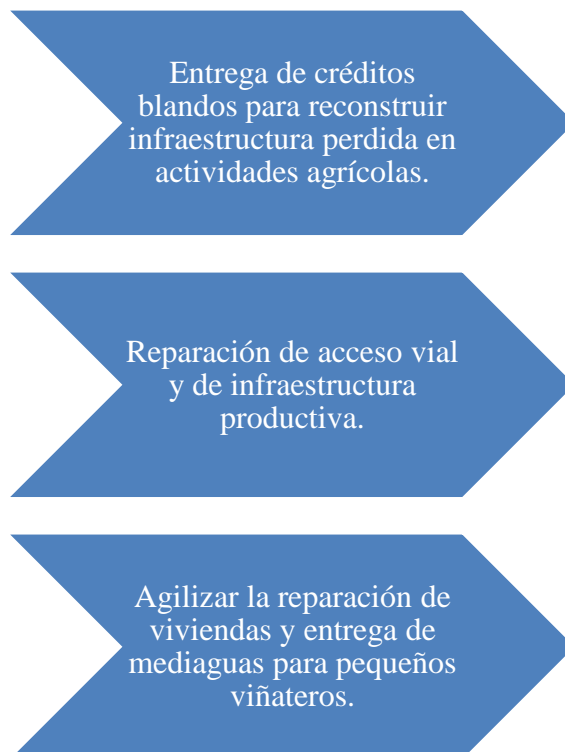 Entrega de créditos
blandos para reconstruir
infraestructura perdida en
actividades agrícolas.
Reparación de acceso vial
y de infraestructura
productiva.
Agilizar la reparación de
viviendas y entrega de
mediaguas para pequeños
viñateros.